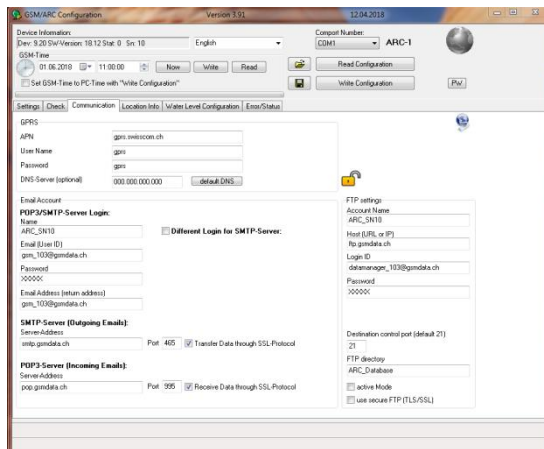 GSM/ARC Configuration Version 3.91 12.04.2018
Device Information: Comport Number:
Dev: 9.20 SW-Version: 18.12 Stat: 0 Sn: 10 English COM1 ARC-1
GSM-Time
01.06.2018 11:00:00 Now Write Read Read Configuration
Set GSM-Time to PC-Time with "Write Configuration" Write Configuration PW
Settings Check Communication Location Info Water Level Configuration Error/Status
GPRS
APN gprs.swisscom.ch
User Name gprs
Password gprs
DNS-Server (optional) 000.000.000.000 default DNS
Email Account
POP3/SMTP-Server Login:
Name
ARC_SN10
Different Login for SMTP-Server:
Email (User ID)
gsm_103@gsmdata.ch
Password
XXXXX
Email Address (return address)
gsm_103@gsmdata.ch
SMTP-Server (Outgoing Emails):
Server-Address
smtp.gsmdata.ch Port 465 Transfer Data through SSL-Protocol
POP3-Server (Incoming Emails):
Server-Address
pop.gsmdata.ch Port 995 Receive Data through SSL-Protocol
FTP settings
Account Name
ARC_SN10
Host (URL or IP)
ftp.gsmdata.ch
Login ID
datamanager_103@gsmdata.ch
Password
XXXXX
Destination control port (default 21)
21
FTP directory
ARC_Database
active Mode
use secure FTP (TLS/SSL)